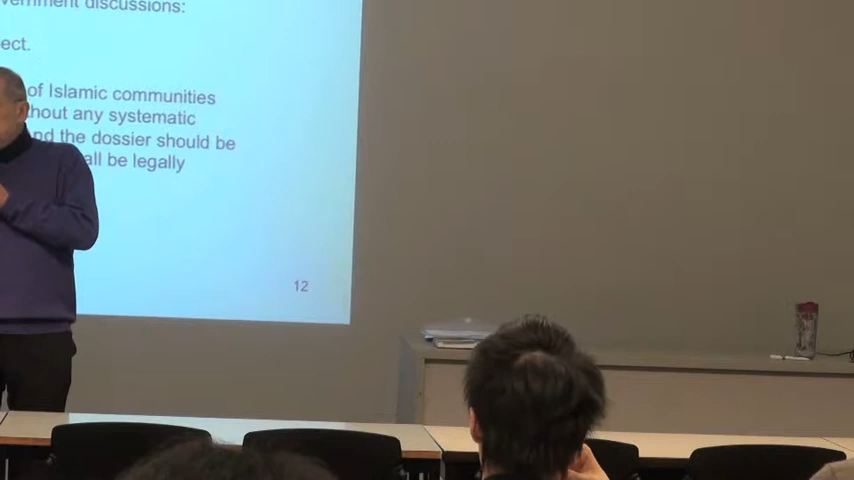 vernment discussions:
ect.
of Islamic communities
thout any systematic
nd the dossier should be
all be legally
12